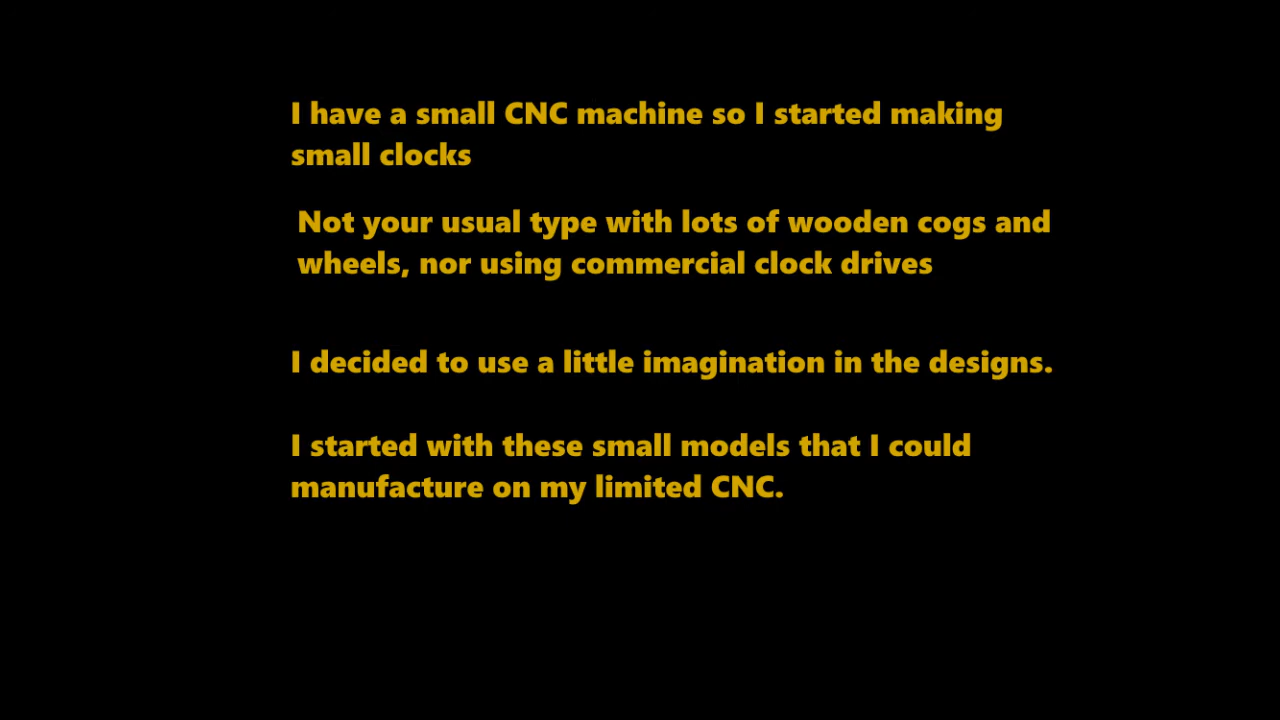 I have a small CNC machine so I started making
small clocks
Not your usual type with lots of wooden cogs and
wheels, nor using commercial clock drives
I decided to use a little imagination in the designs.
I started with these small models that I could
manufacture on my limited CNC.